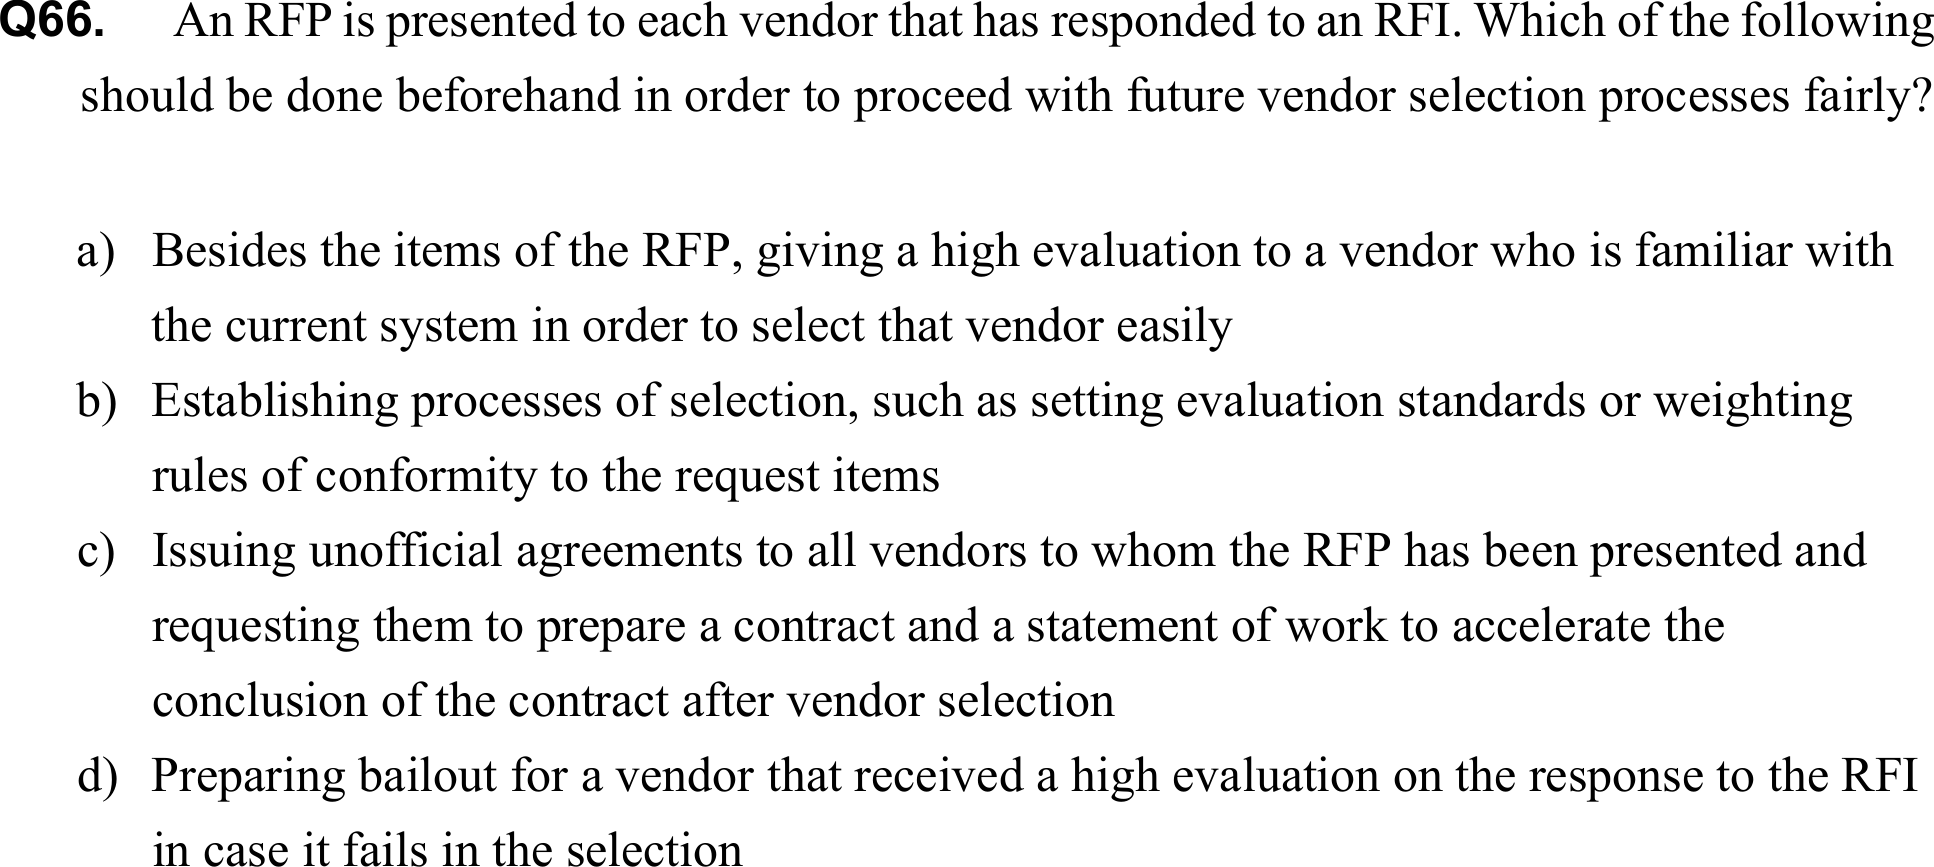 Q66. An RFP is presented to each vendor that has responded to an RFI. Which of the following
should be done beforehand in order to proceed with future vendor selection processes fairly?
a) Besides the items of the RFP, giving a high evaluation to a vendor who is familiar with
the current system in order to select that vendor easily
b) Establishing processes of selection, such as setting evaluation standards or weighting
rules of conformity to the request items
c) Issuing unofficial agreements to all vendors to whom the RFP has been presented and
requesting them to prepare a contract and a statement of work to accelerate the
conclusion of the contract after vendor selection
d) Preparing bailout for a vendor that received a high evaluation on the response to the RFI
in case it fails in the selection